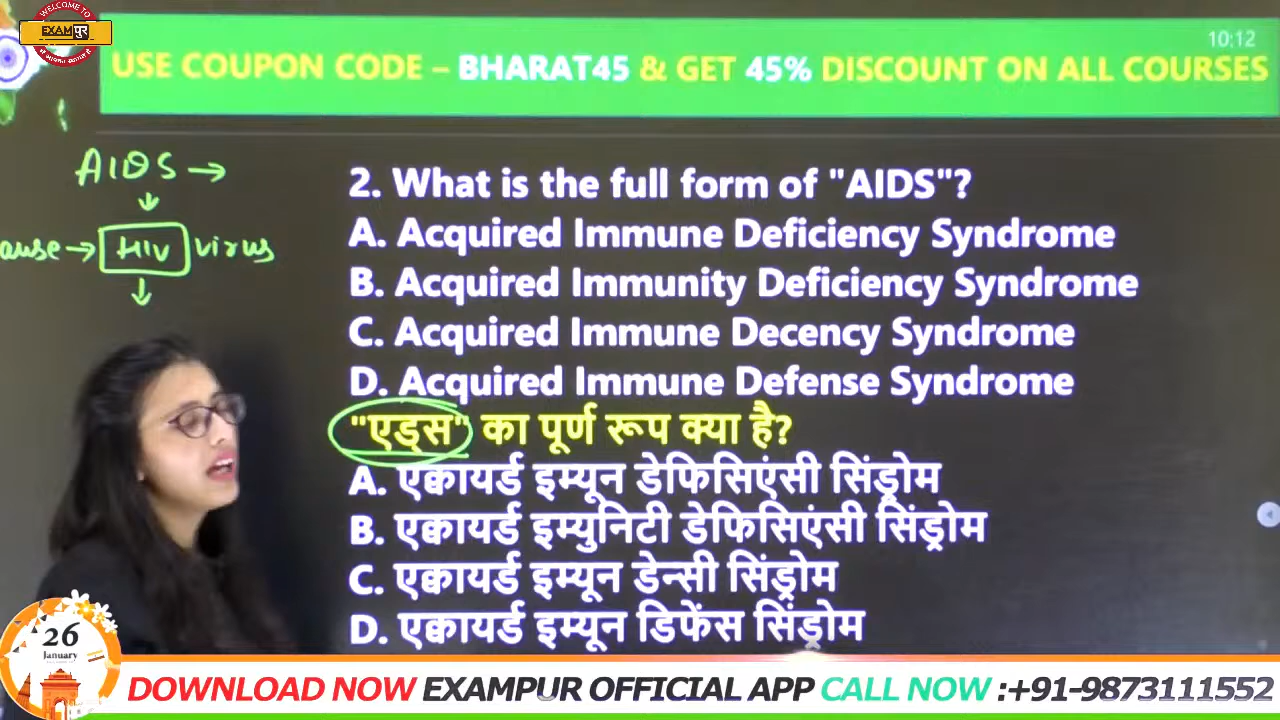 WELCOME TO
EXAMপুর
10:12
USE COUPON CODE – BHARAT45 & GET 45% DISCOUNT ON ALL COURSES
AIDS →
ause → HIV virus
2. What is the full form of "AIDS"?
A. Acquired Immune Deficiency Syndrome
B. Acquired Immunity Deficiency Syndrome
C. Acquired Immune Decency Syndrome
D. Acquired Immune Defense Syndrome
"एड्स" का पूर्ण रूप क्या है?
A. एक्वायर्ड इम्यून डेफिसिएंसी सिंड्रोम
B. एक्वायर्ड इम्युनिटी डेफिसिएंसी सिंड्रोम
C. एक्वायर्ड इम्यून डेन्सी सिंड्रोम
D. एक्वायर्ड इम्यून डिफेंस सिंड्रोम
26
January
DOWNLOAD NOW EXAMPUR OFFICIAL APP CALL NOW :+91-9873111552